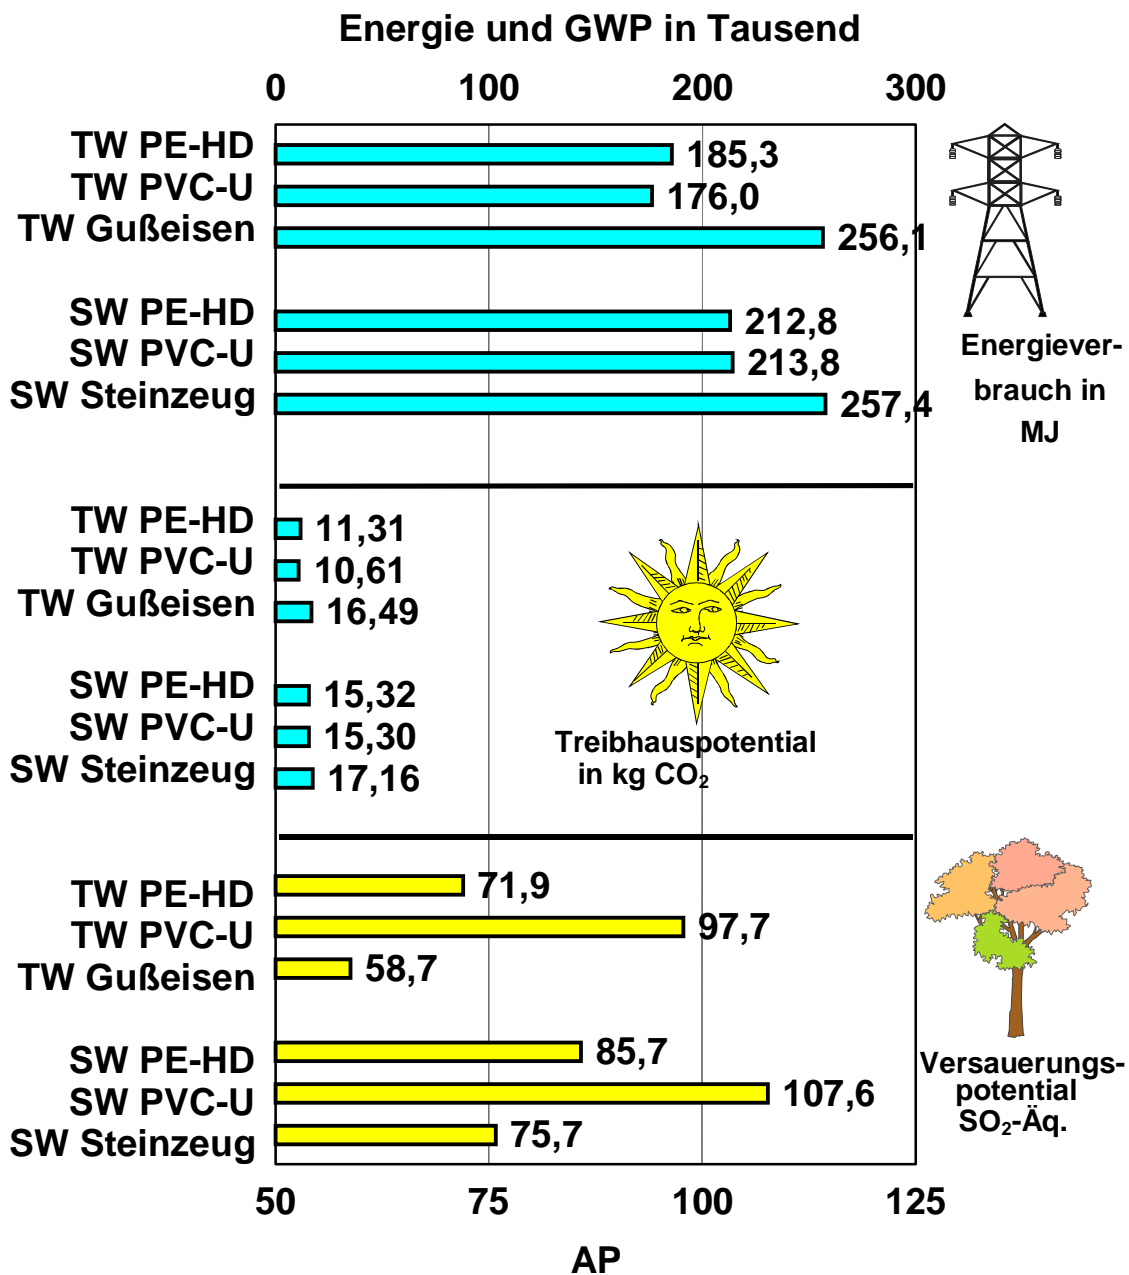 Energie und GWP in Tausend
0 100 200 300
TW PE-HD 185,3
TW PVC-U 176,0
TW Gußeisen 256,1
SW PE-HD 212,8
SW PVC-U 213,8
SW Steinzeug 257,4
Energiever-
brauch in
MJ
TW PE-HD 11,31
TW PVC-U 10,61
TW Gußeisen 16,49
SW PE-HD 15,32
SW PVC-U 15,30
SW Steinzeug 17,16
Treibhauspotential
in kg CO₂
TW PE-HD 71,9
TW PVC-U 97,7
TW Gußeisen 58,7
SW PE-HD 85,7
SW PVC-U 107,6
SW Steinzeug 75,7
Versauerungs-
potential
SO₂-Äq.
50 75 100 125
AP